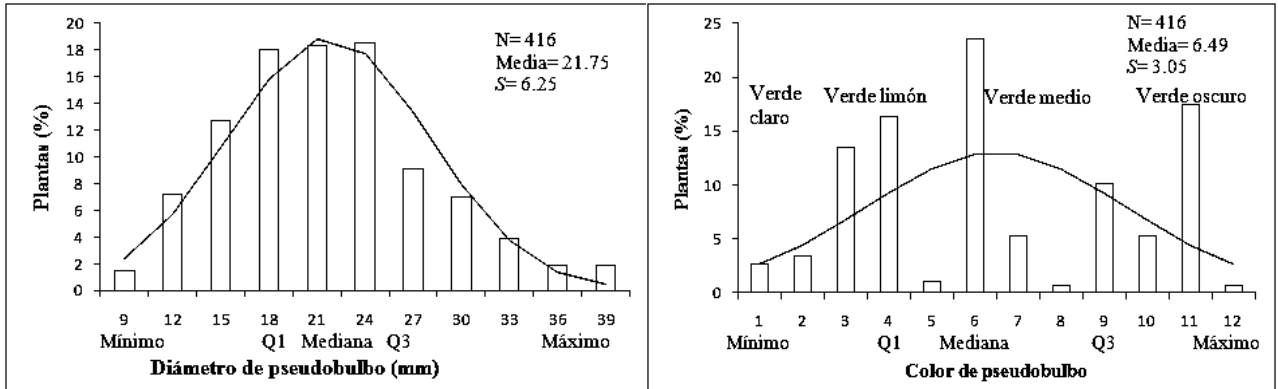 20
18
16
14
12
10
8
6
4
2
0
Plantas (%)
N= 416
Media= 21.75
S= 6.25
9 12 15 18 21 24 27 30 33 36 39
Mínimo Q1 Mediana Q3 Máximo
Diámetro de pseudobulbo (mm)
25
20
15
10
5
0
Plantas (%)
N= 416
Media= 6.49
S= 3.05
Verde claro
Verde limón
Verde medio
Verde oscuro
1 2 3 4 5 6 7 8 9 10 11 12
Mínimo Q1 Mediana Q3 Máximo
Color de pseudobulbo